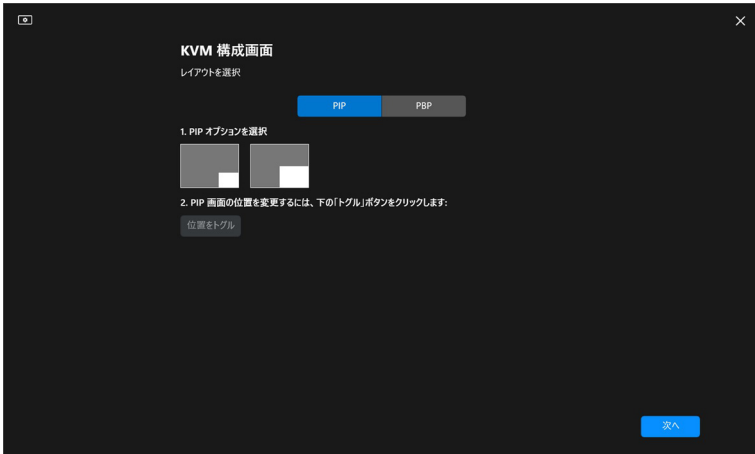 KVM 構成画面
レイアウトを選択
PIP
PBP
1. PIP オプションを選択
2. PIP 画面の位置を変更するには、下の｢トグル｣ボタンをクリックします:
位置をトグル
次へ